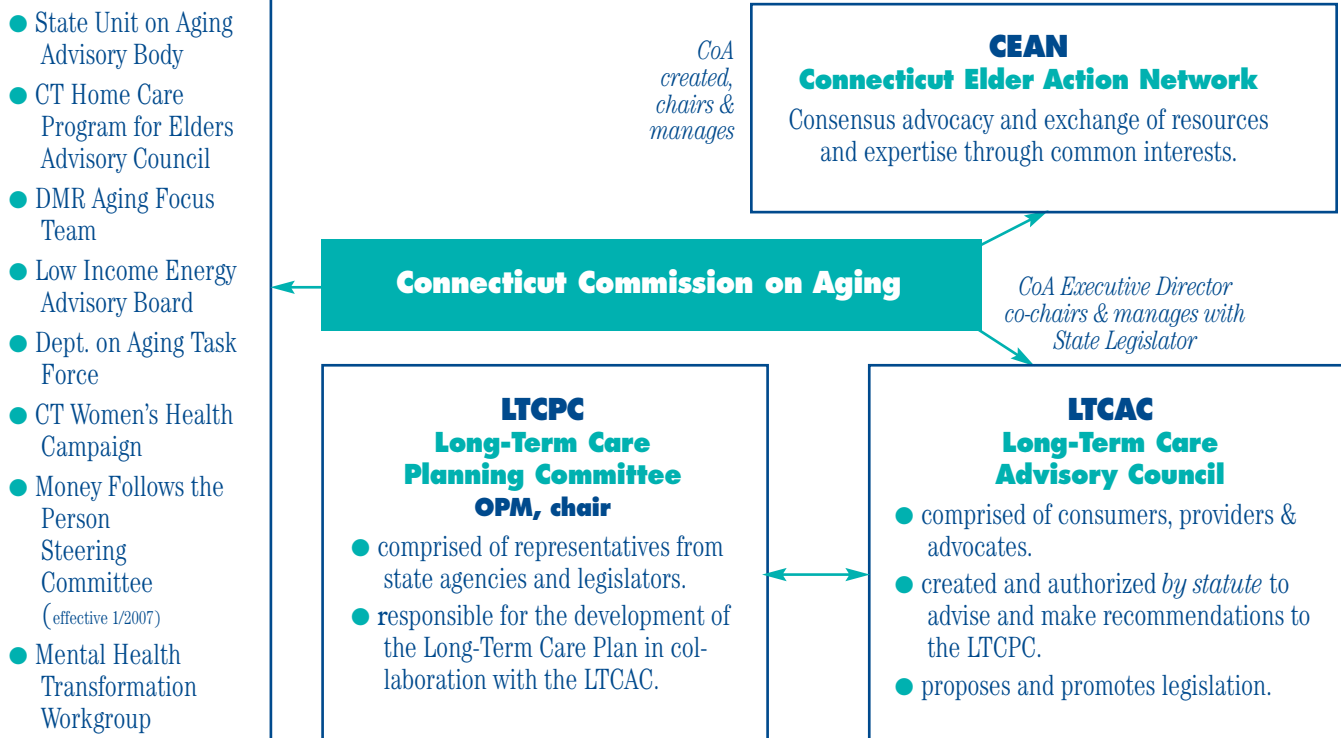 ● State Unit on Aging
Advisory Body
● CT Home Care
Program for Elders
Advisory Council
● DMR Aging Focus
Team
● Low Income Energy
Advisory Board
● Dept. on Aging Task
Force
● CT Women's Health
Campaign
● Money Follows the
Person
Steering
Committee
(effective 1/2007)
● Mental Health
Transformation
Workgroup
CoA
created,
chairs &
manages
CEAN
Connecticut Elder Action Network
Consensus advocacy and exchange of resources
and expertise through common interests.
Connecticut Commission on Aging
CoA Executive Director
co-chairs & manages with
State Legislator
LTCPC
Long-Term Care
Planning Committee
OPM, chair
● comprised of representatives from
state agencies and legislators.
● responsible for the development of
the Long-Term Care Plan in col-
laboration with the LTCAC.
LTCAC
Long-Term Care
Advisory Council
● comprised of consumers, providers &
advocates.
● created and authorized by statute to
advise and make recommendations to
the LTCPC.
● proposes and promotes legislation.